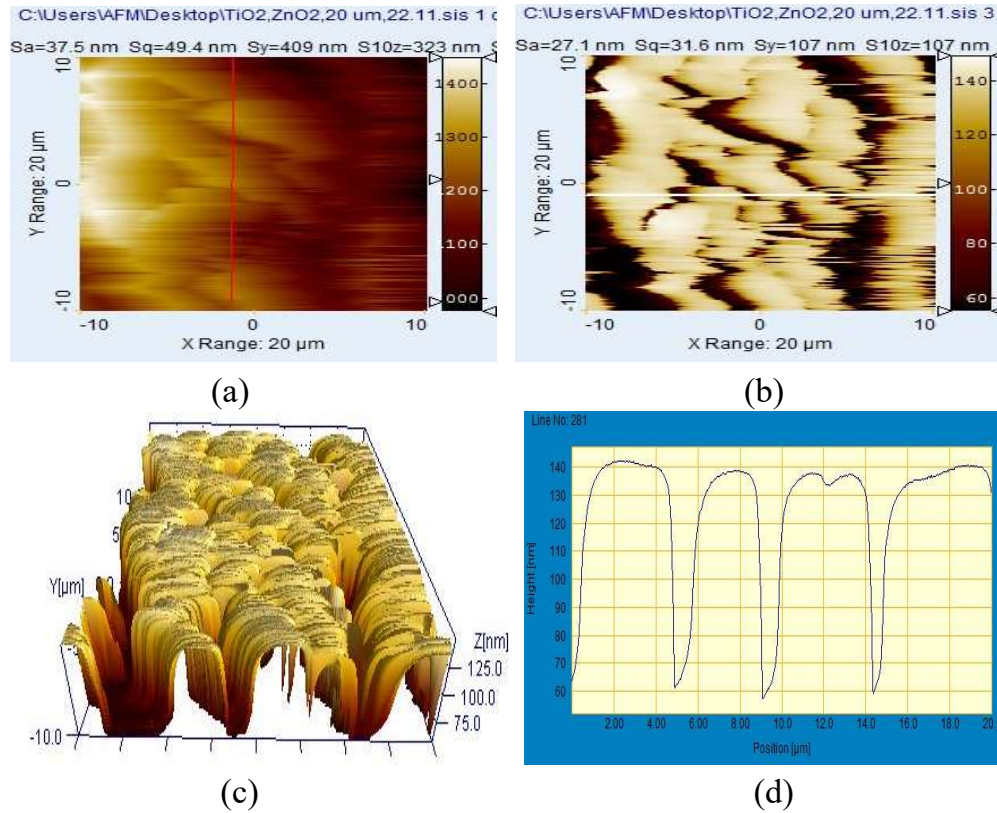 C:\Users\AFM\Desktop\TiO2,ZnO2,20 um,22.11.sis 1
Sa=37.5 nm Sq=49.4 nm Sy=409 nm S10z=323 nm
10
0
-10
Y Range: 20 µm
-10 0 10
X Range: 20 µm
1400
1300
1200
1100
000
(a)
C:\Users\AFM\Desktop\TiO2,ZnO2,20 um,22.11.sis 3
Sa=27.1 nm Sq=31.6 nm Sy=107 nm S10z=107 nm
10
0
-10
Y Range: 20 µm
-10 0 10
X Range: 20 µm
140
120
100
80
60
(b)
10
5
Y[µm]
-10.0
Z[nm]
125.0
100.0
75.0
(c)
Line No: 281
140
130
120
110
100
90
80
70
60
Height [nm]
2.00 4.00 6.00 8.00 10.0 12.0 14.0 16.0 18.0 20.
Position [µm]
(d)